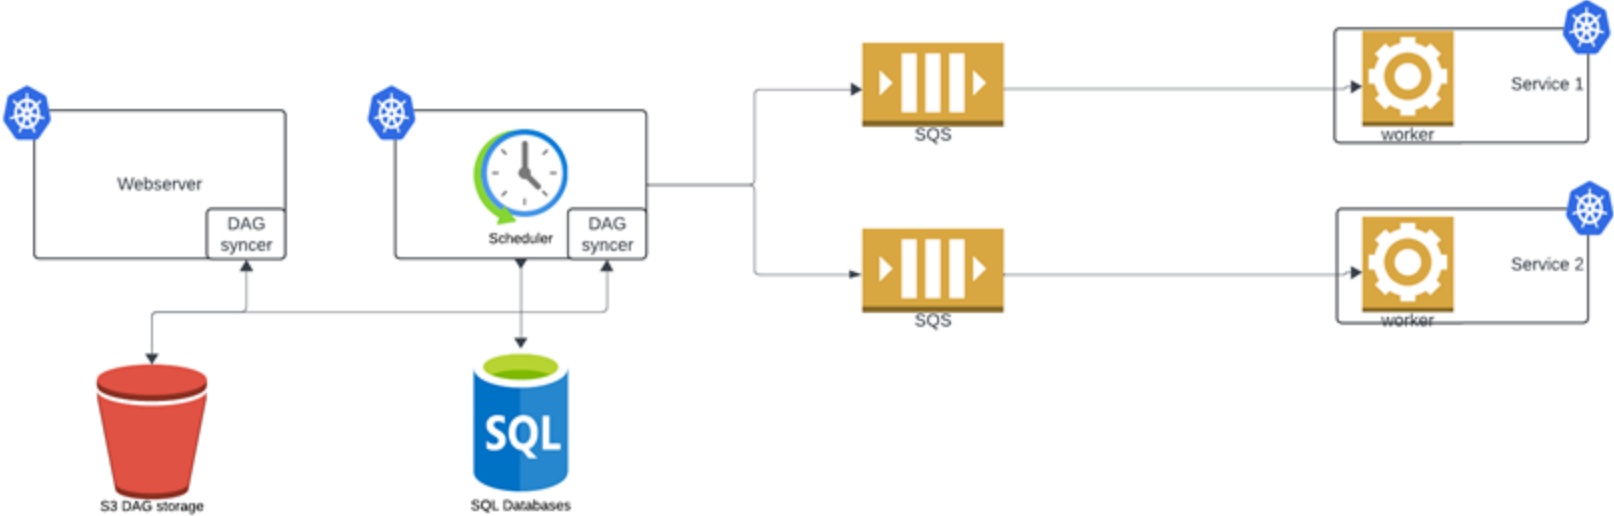 Webserver
DAG
syncer
Scheduler
DAG
syncer
SQS
worker
Service 1
SQS
worker
Service 2
S3 DAG storage
SQL
SQL Databases